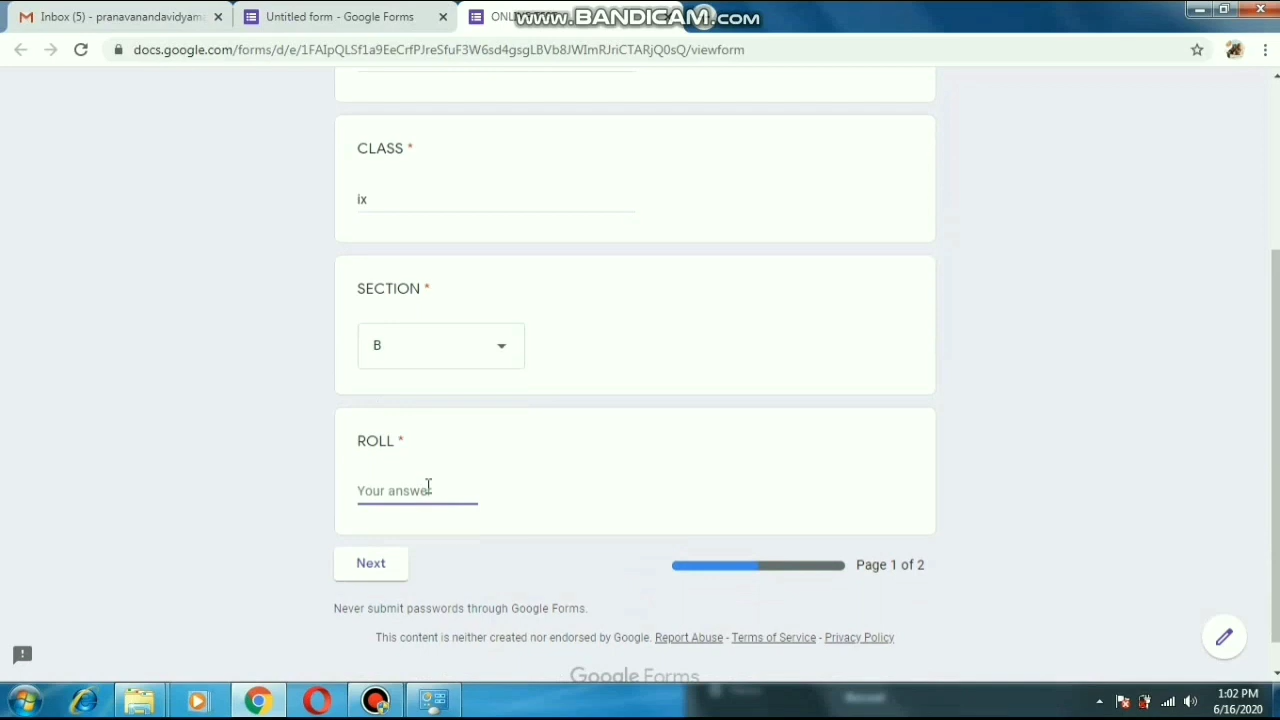 Inbox (5) - pranavanandavidyama
Untitled form - Google Forms
ONLI
www.BANDICAM.com
docs.google.com/forms/d/e/1FAIpQLSf1a9EeCrfPJreSfuF3W6sd4gsgLBVb8JWImRJriCTARjQ0sQ/viewform
CLASS *
ix
SECTION *
B
ROLL *
Your answer
Next
Page 1 of 2
Never submit passwords through Google Forms.
This content is neither created nor endorsed by Google. Report Abuse - Terms of Service - Privacy Policy
Google Forms
1:02 PM
6/16/2020